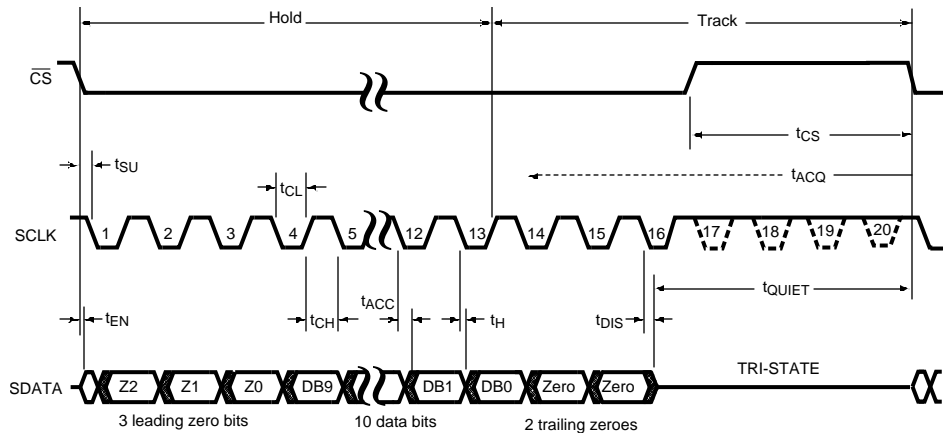 Hold Track
CS
tCS
tSU
tCL
tACQ
SCLK 1 2 3 4 5 12 13 14 15 16 17 18 19 20
tQUIET
tACC
tEN tCH tH tDIS
TRI-STATE
SDATA Z2 Z1 Z0 DB9 DB1 DB0 Zero Zero
3 leading zero bits 10 data bits 2 trailing zeroes